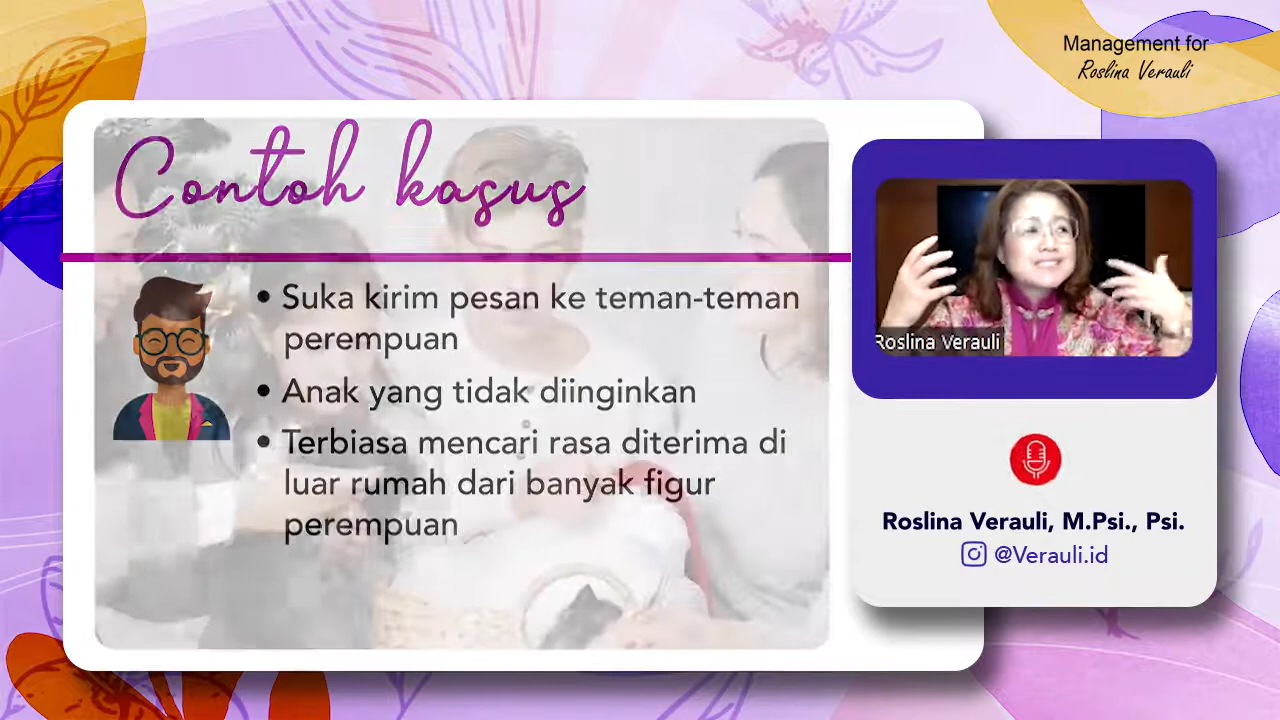 Management for
Roslina Verauli
Contoh kasus
• Suka kirim pesan ke teman-teman
perempuan
• Anak yang tidak diinginkan
• Terbiasa mencari rasa diterima di
luar rumah dari banyak figur
perempuan
Roslina Verauli
Roslina Verauli, M.Psi., Psi.
@Verauli.id